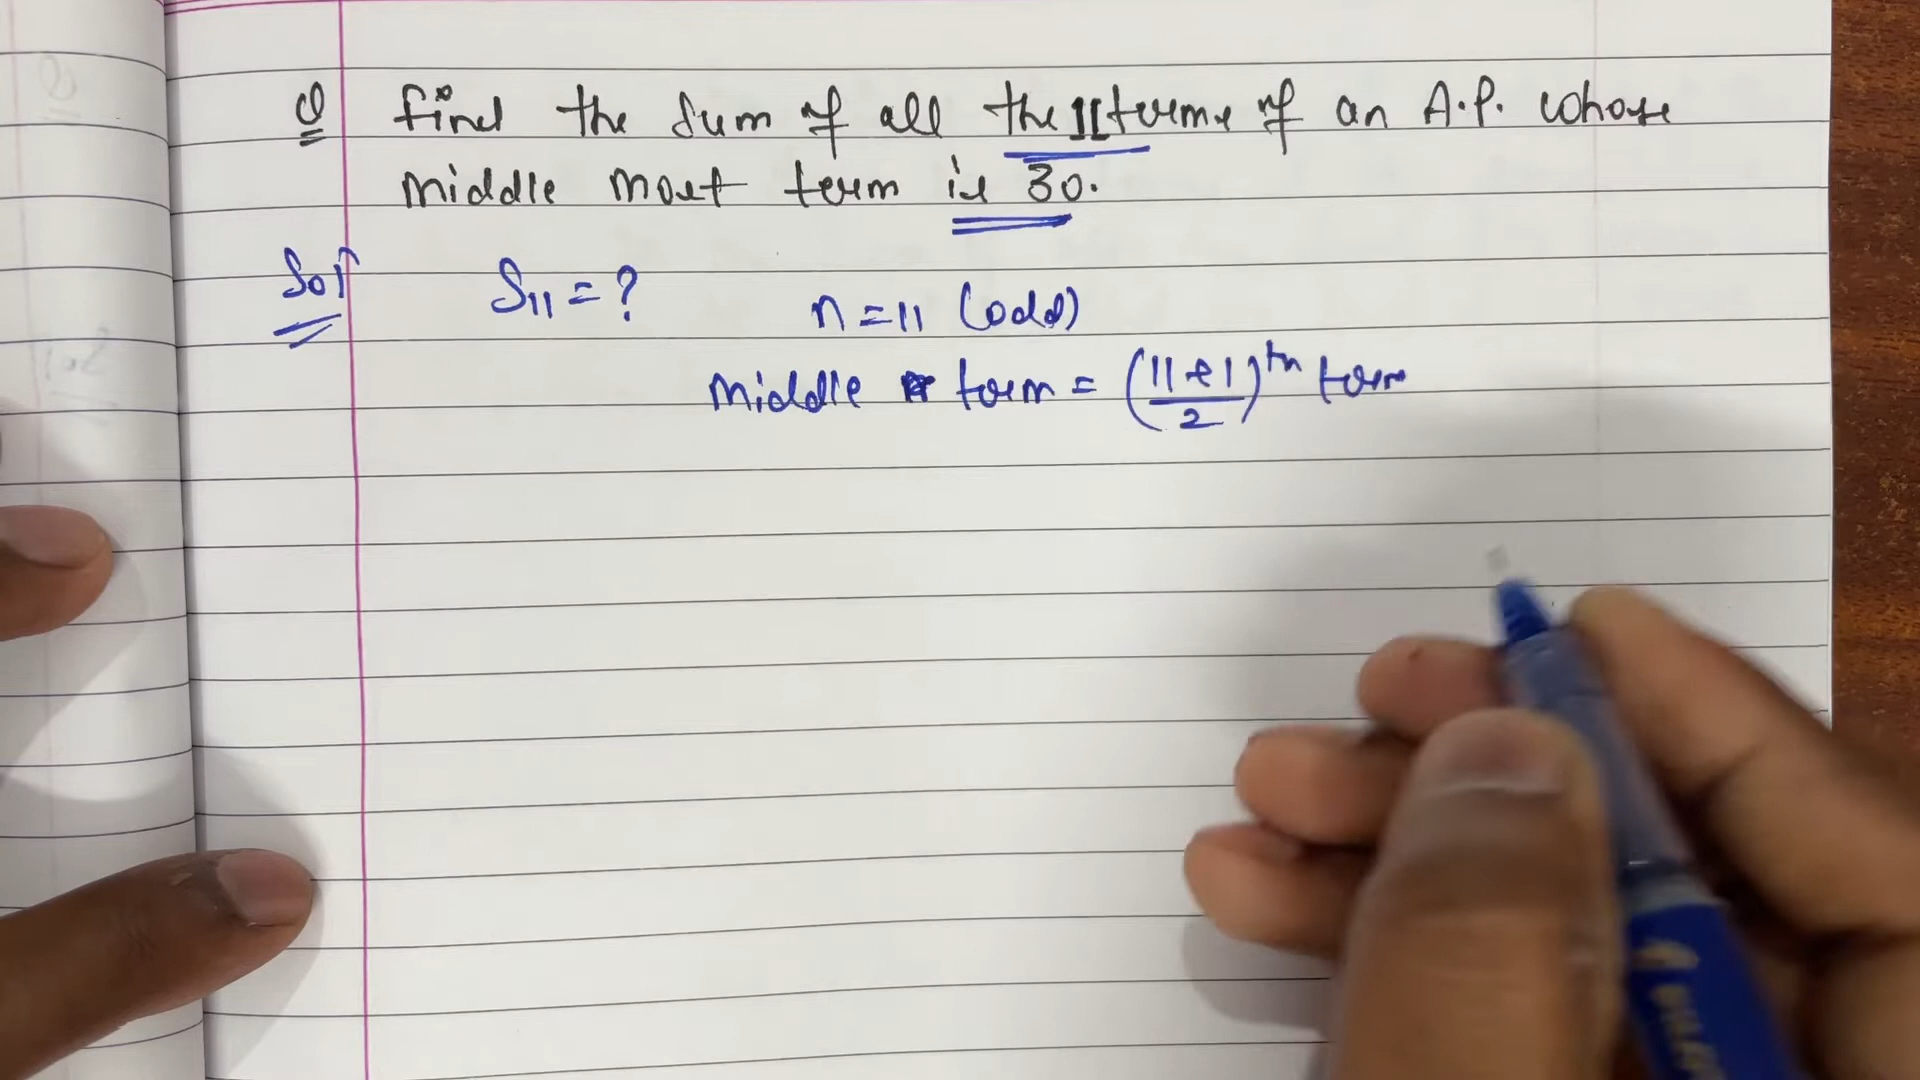 Q find the Sum of all the 11 terms of an A.P. whose
middle most term is 30.
Sol S11 = ? n = 11 (odd)
middle term = (11+1/2)th term